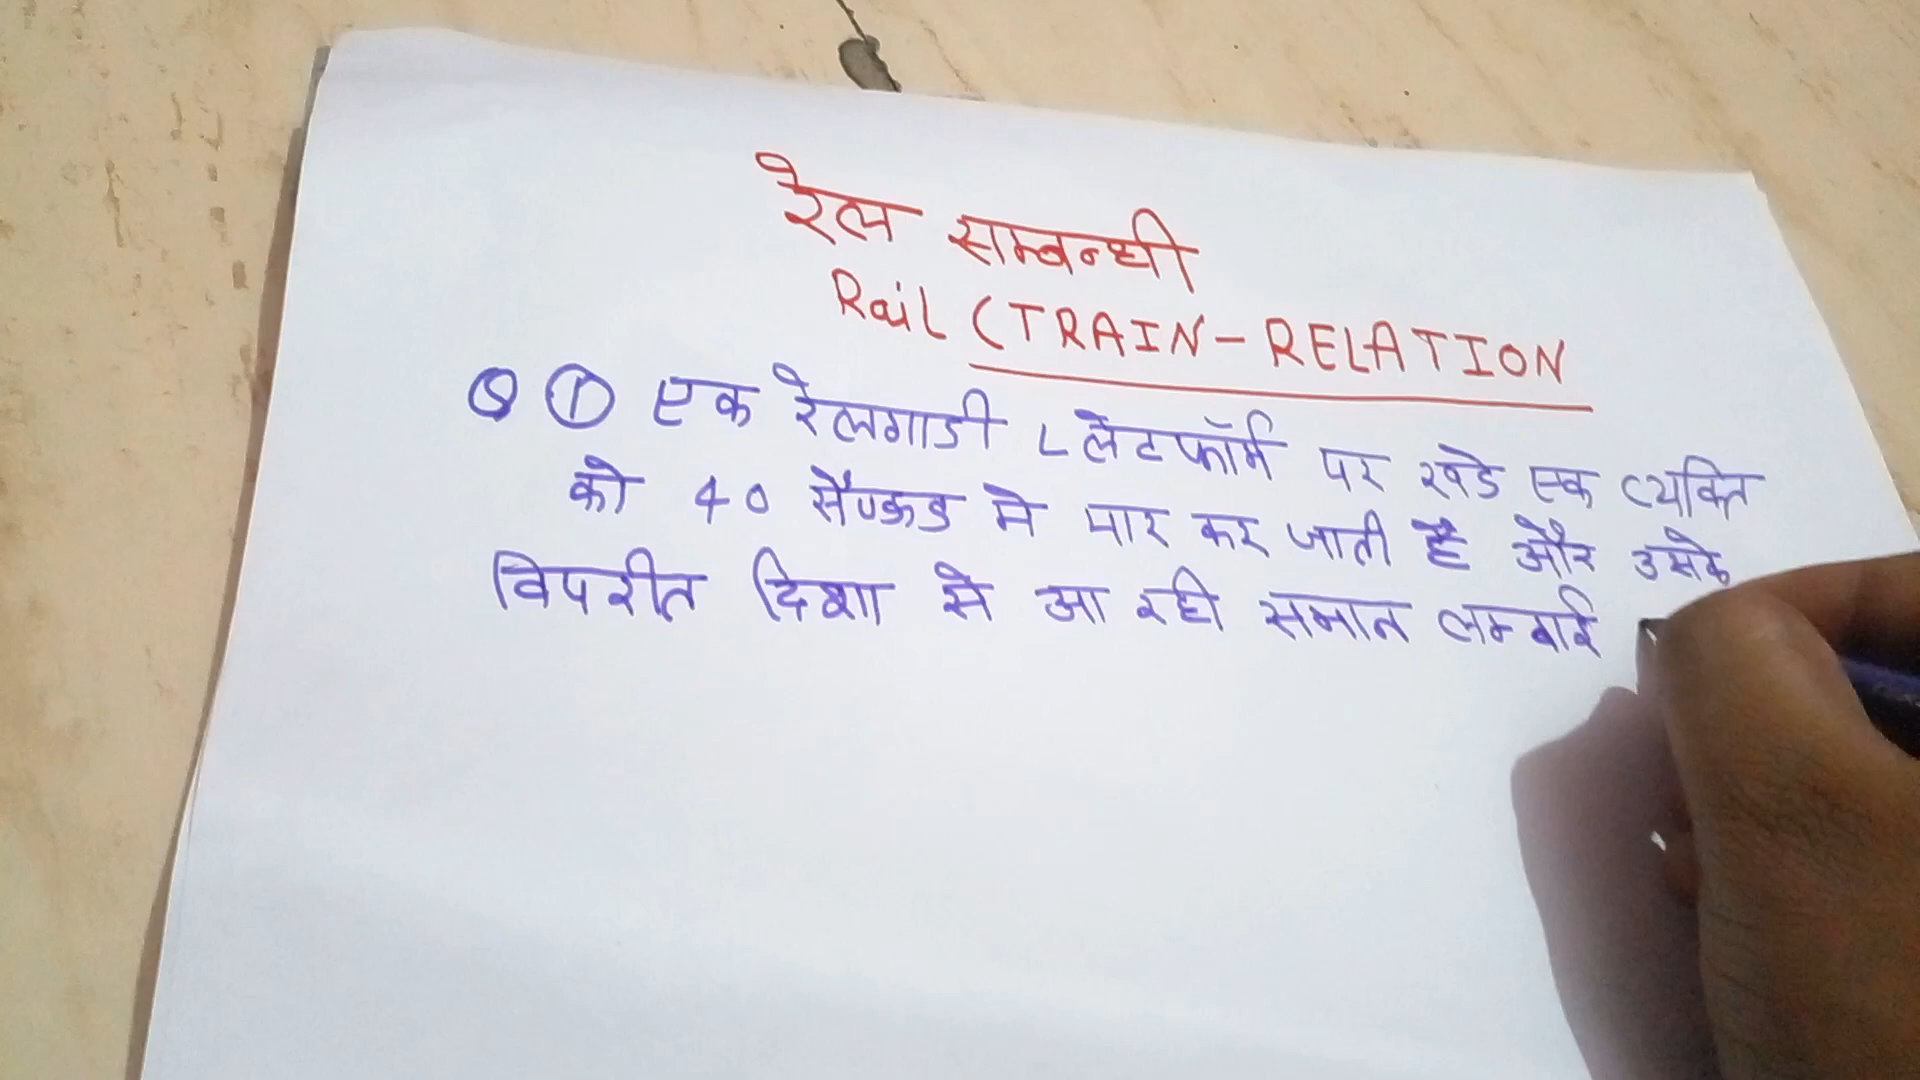 रेल सम्बन्धी
Rail (TRAIN-RELATION
Q ① एक रेलगाडी प्लेटफॉर्म पर खडे एक व्यक्ति
को 40 सैण्कड मे पार कर जाती है और उसके
विपरीत दिशा से आ रही समान लम्बाई